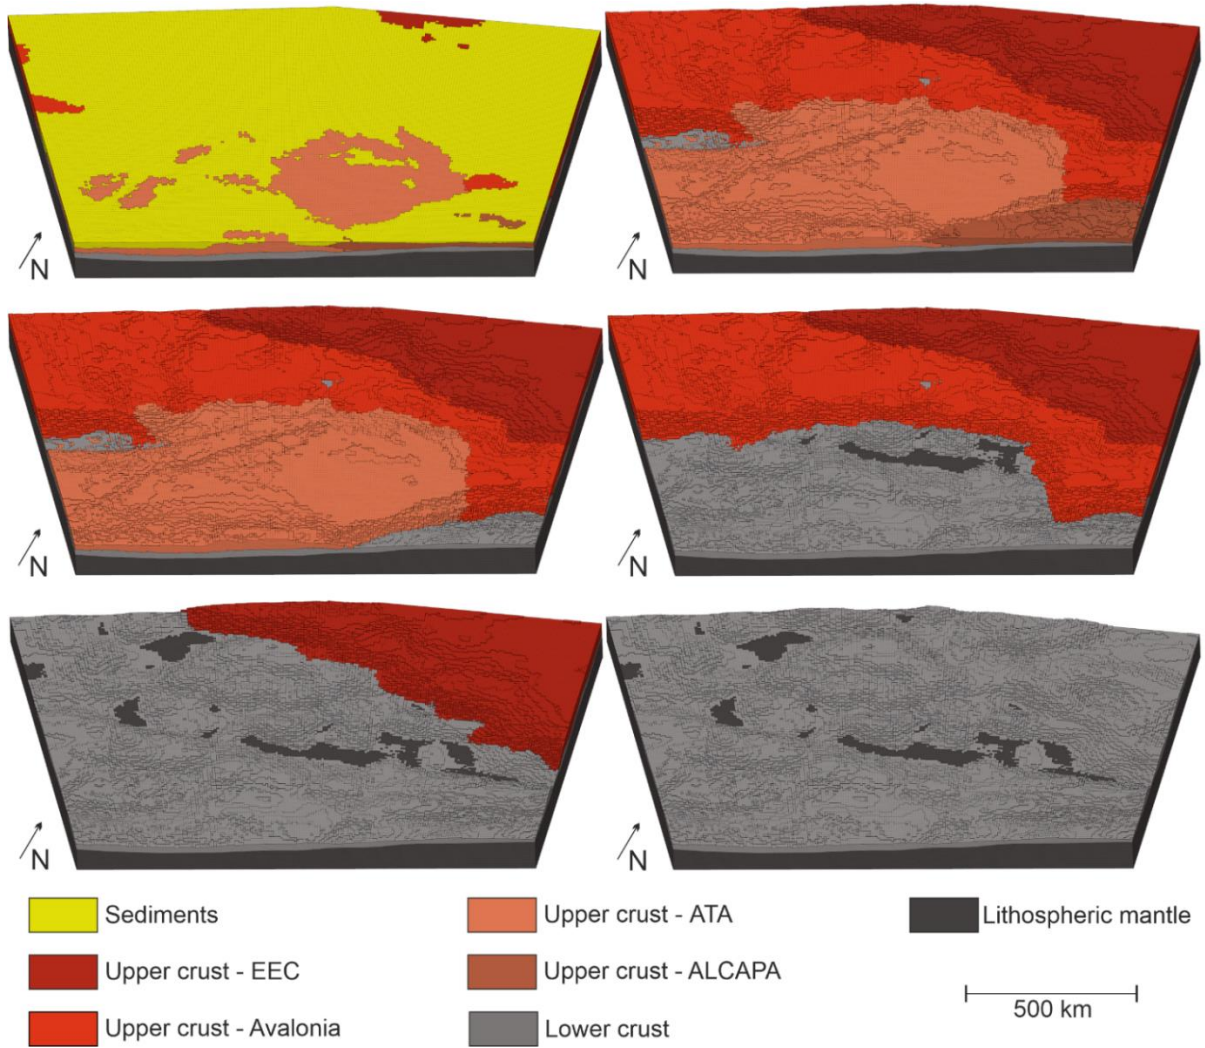 N
N
N
N
N
N
Sediments
Upper crust - ATA
Lithospheric mantle
Upper crust - EEC
Upper crust - ALCAPA
Upper crust - Avalonia
Lower crust
500 km